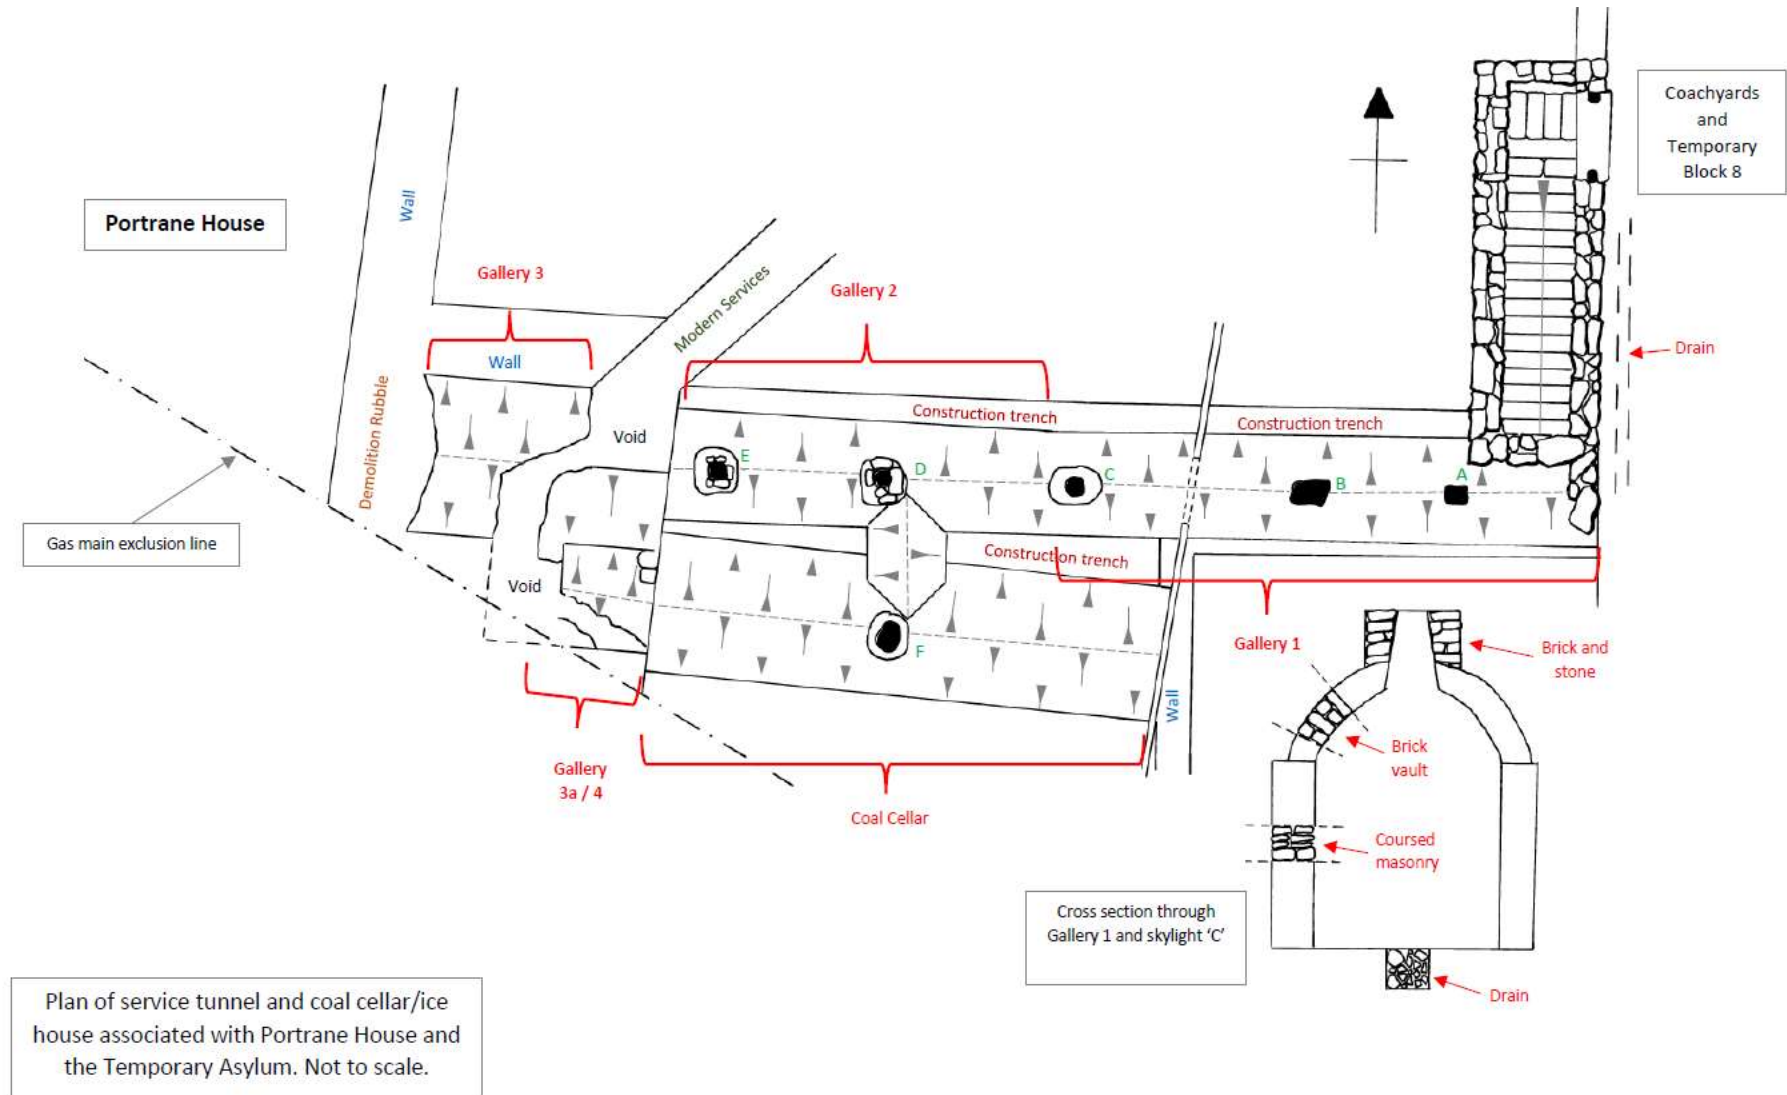 Coachyards
and
Temporary
Block 8
Portrane House
Wall
Gallery 3
Modern Services
Gallery 2
Drain
Wall
Demolition Rubble
Void
Construction trench
Construction trench
E
D
C
B
A
Gas main exclusion line
Construction trench
Void
F
Gallery 1
Brick and
stone
Wall
Brick
vault
Gallery
3a / 4
Coal Cellar
Coursed
masonry
Cross section through
Gallery 1 and skylight ‘C’
Drain
Plan of service tunnel and coal cellar/ice
house associated with Portrane House and
the Temporary Asylum. Not to scale.